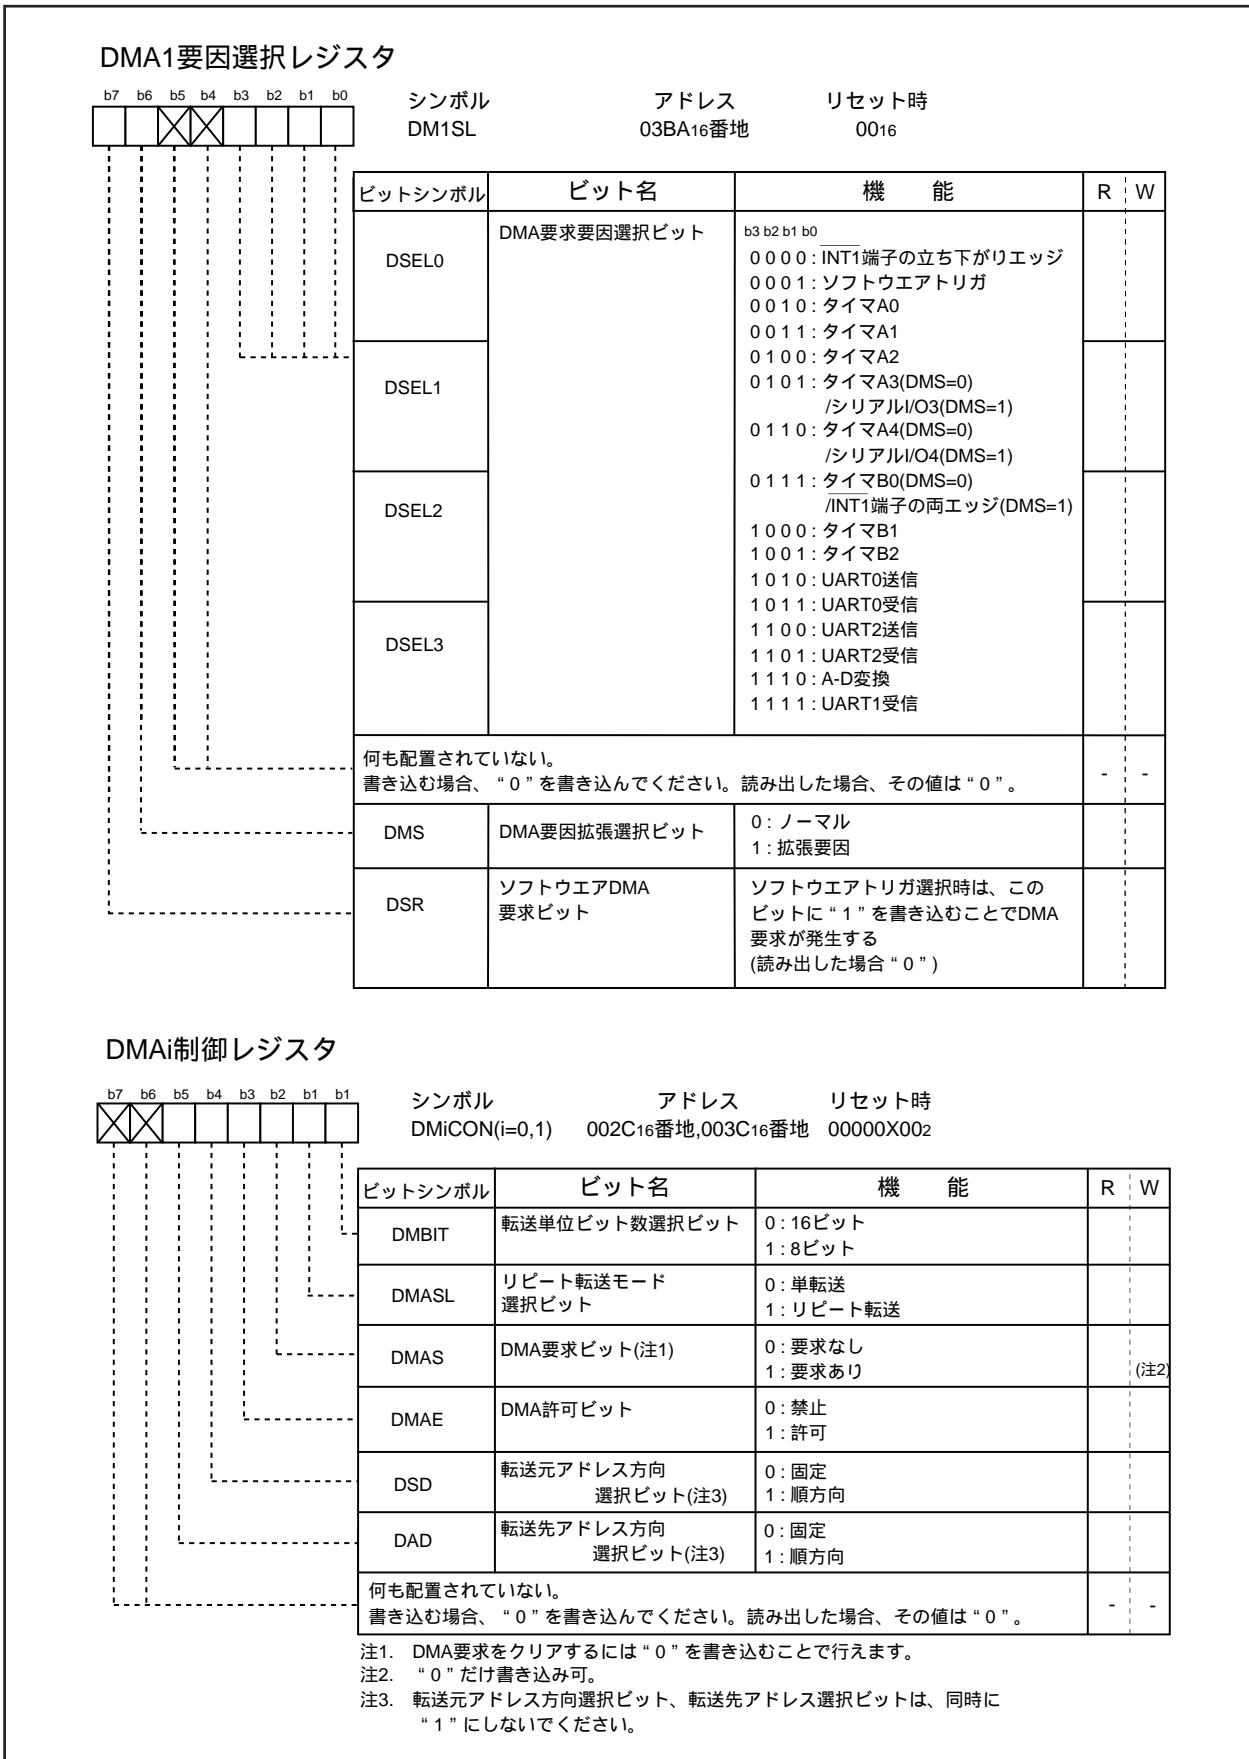 DMA1要因選択レジスタ
b7 b6 b5 b4 b3 b2 b1 b0
シンボル アドレス リセット時
DM1SL 03BA16番地 0016
ビットシンボル ビット名 機 能 R W
DSEL0 DMA要求要因選択ビット b3 b2 b1 b0
0 0 0 0 : INT1端子の立ち下がりエッジ
0 0 0 1 : ソフトウエアトリガ
0 0 1 0 : タイマA0
0 0 1 1 : タイマA1
0 1 0 0 : タイマA2
DSEL1 0 1 0 1 : タイマA3(DMS=0)
/シリアルI/O3(DMS=1)
0 1 1 0 : タイマA4(DMS=0)
/シリアルI/O4(DMS=1)
0 1 1 1 : タイマB0(DMS=0)
DSEL2 /INT1端子の両エッジ(DMS=1)
1 0 0 0 : タイマB1
1 0 0 1 : タイマB2
1 0 1 0 : UART0送信
1 0 1 1 : UART0受信
1 1 0 0 : UART2送信
DSEL3 1 1 0 1 : UART2受信
1 1 1 0 : A-D変換
1 1 1 1 : UART1受信
何も配置されていない。
書き込む場合、“ 0 ” を書き込んでください。読み出した場合、その値は “ 0 ” 。 - -
DMS DMA要因拡張選択ビット 0 : ノーマル
1 : 拡張要因
DSR ソフトウエアDMA ソフトウエアトリガ選択時は、この
要求ビット ビットに “ 1 ” を書き込むことでDMA
要求が発生する
(読み出した場合 “ 0 ” )
DMAi制御レジスタ
b7 b6 b5 b4 b3 b2 b1 b1
シンボル アドレス リセット時
DMiCON(i=0,1) 002C16番地,003C16番地 00000X002
ビットシンボル ビット名 機 能 R W
DMBIT 転送単位ビット数選択ビット 0 : 16ビット
1 : 8ビット
DMASL リピート転送モード 0 : 単転送
選択ビット 1 : リピート転送
DMAS DMA要求ビット(注1) 0 : 要求なし
1 : 要求あり (注2)
DMAE DMA許可ビット 0 : 禁止
1 : 許可
DSD 転送元アドレス方向 0 : 固定
選択ビット(注3) 1 : 順方向
DAD 転送先アドレス方向 0 : 固定
選択ビット(注3) 1 : 順方向
何も配置されていない。
書き込む場合、“ 0 ” を書き込んでください。読み出した場合、その値は “ 0 ” 。 - -
注1. DMA要求をクリアするには “ 0 ” を書き込むことで行えます。
注2. “ 0 ” だけ書き込み可。
注3. 転送元アドレス方向選択ビット、転送先アドレス選択ビットは、同時に
“ 1 ” にしないでください。